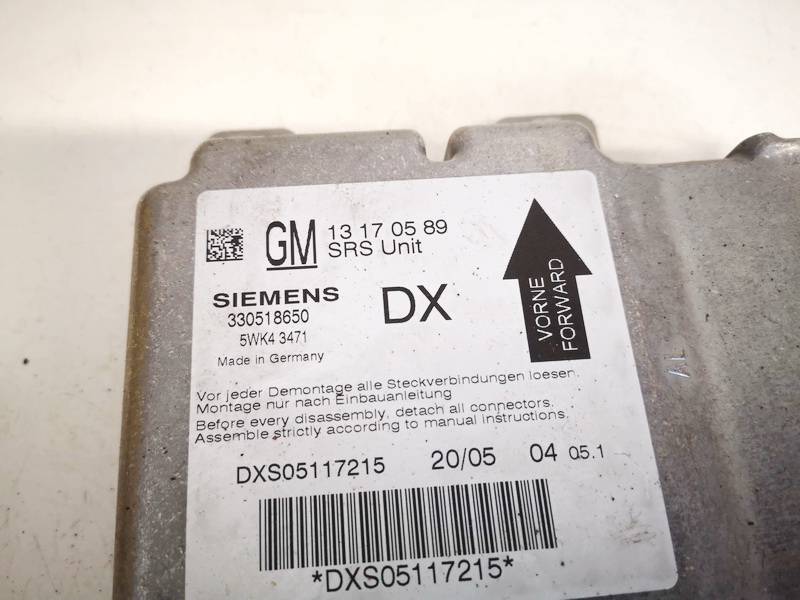 GM 13 170 5 89
SRS Unit
SIEMENS
330518650
5WK4 3471
Made in Germany
DX
VORNE
FORWARD
Vor jeder Demontage alle Steckverbindungen loesen.
Montage nur nach Einbauanleitung
Before every disassembly, detach all connectors.
Assemble strictly according to manual instructions.
DXS05117215 20/05 04 05.1
*DXS05117215*